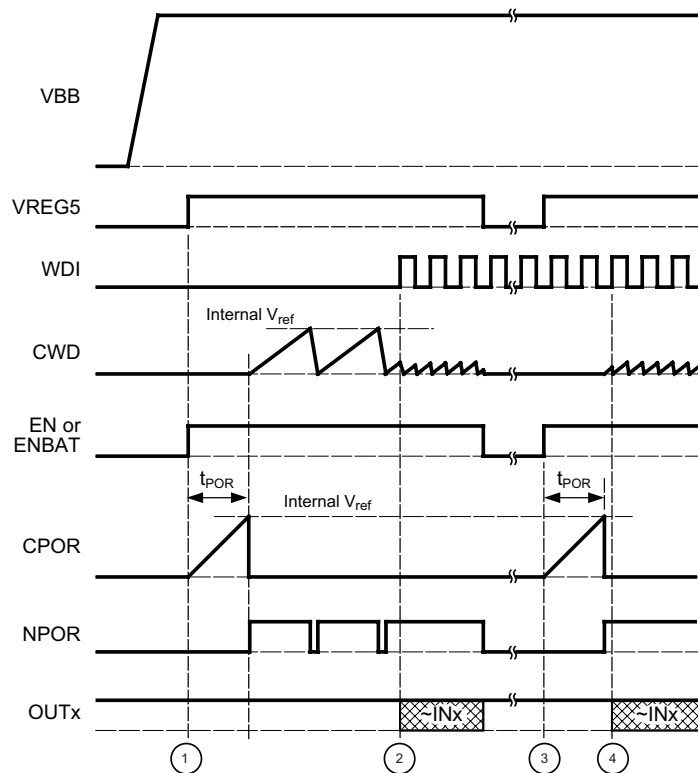 VBB
VREG5
WDI
Internal Vref
CWD
EN or
ENBAT
tPOR
tPOR
Internal Vref
CPOR
NPOR
~INx
~INx
OUTx
1
2
3
4